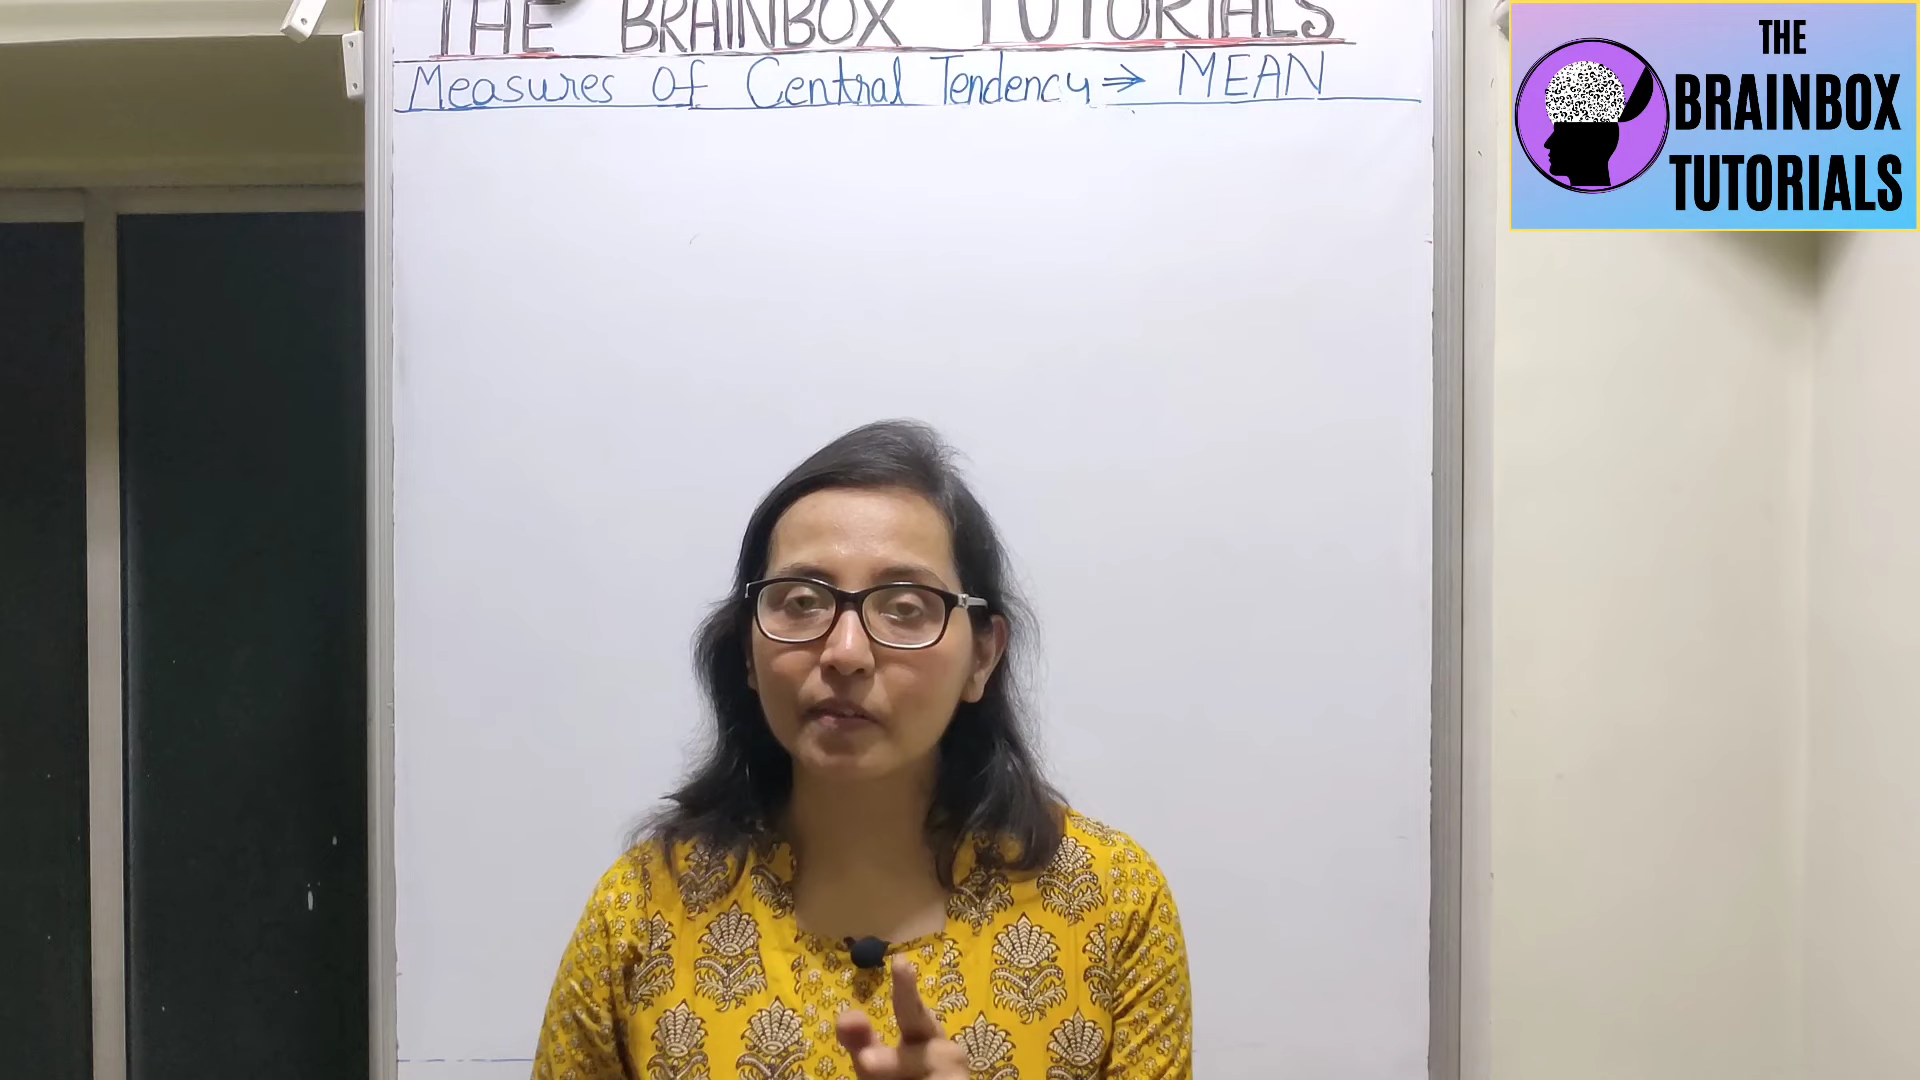 THE BRAINBOX TUTORIALS
Measures Of Central Tendency ⇒ MEAN
THE
BRAINBOX
TUTORIALS